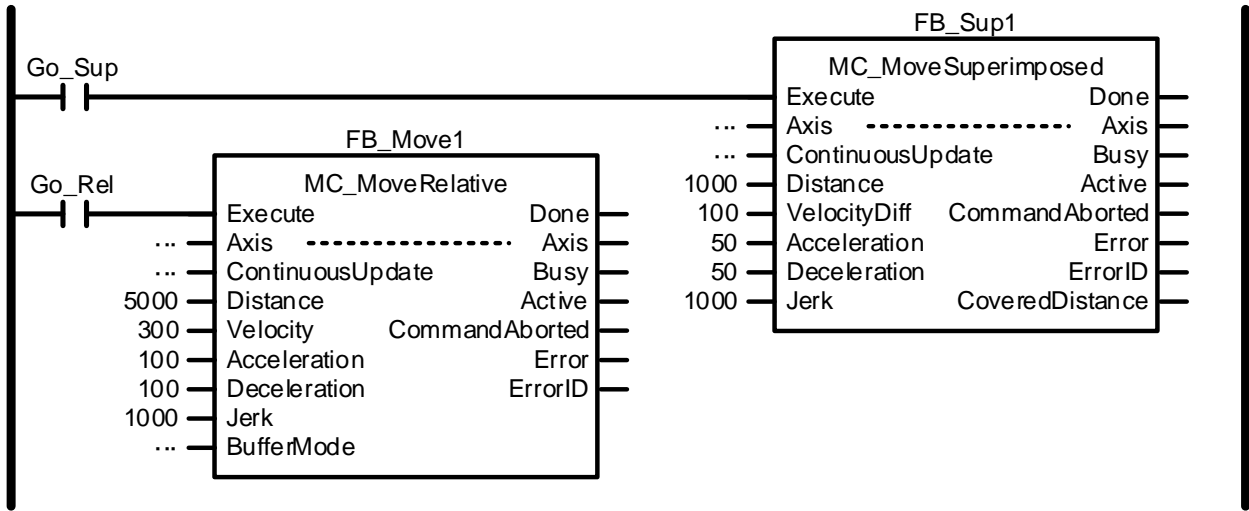 FB_Sup1
Go_Sup
MC_MoveSuperimposed
Execute Done
... Axis Axis
... ContinuousUpdate Busy
1000 Distance Active
100 VelocityDiff CommandAborted
50 Acceleration Error
50 Deceleration ErrorID
1000 Jerk CoveredDistance
FB_Move1
Go_Rel
MC_MoveRelative
Execute Done
... Axis Axis
... ContinuousUpdate Busy
5000 Distance Active
300 Velocity CommandAborted
100 Acceleration Error
100 Deceleration ErrorID
1000 Jerk
... BufferMode